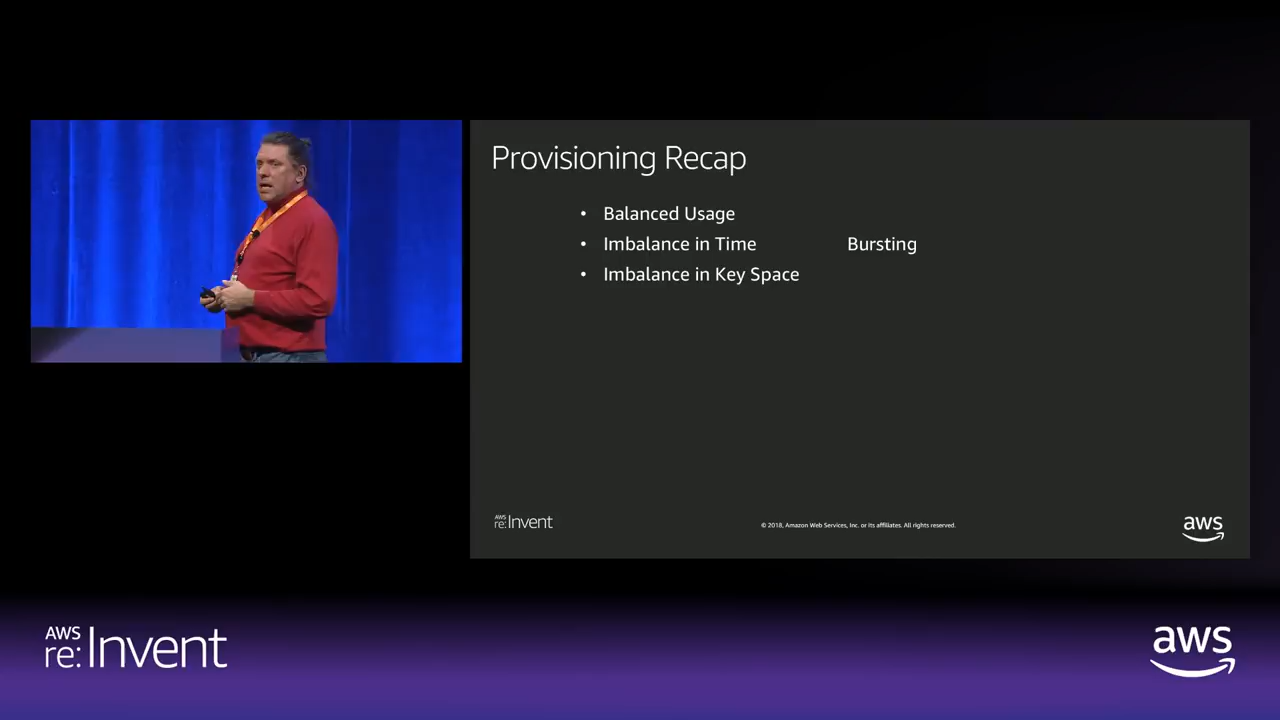 Provisioning Recap
• Balanced Usage
• Imbalance in Time Bursting
• Imbalance in Key Space
AWS re:Invent
© 2018, Amazon Web Services, Inc. or its affiliates. All rights reserved.
aws
AWS re:Invent
aws